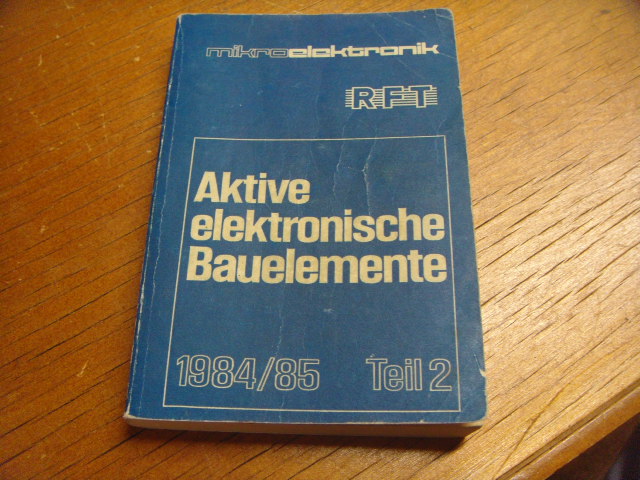 mikroelektronik
RFT
Aktive
elektronische
Bauelemente
1984/85 Teil 2